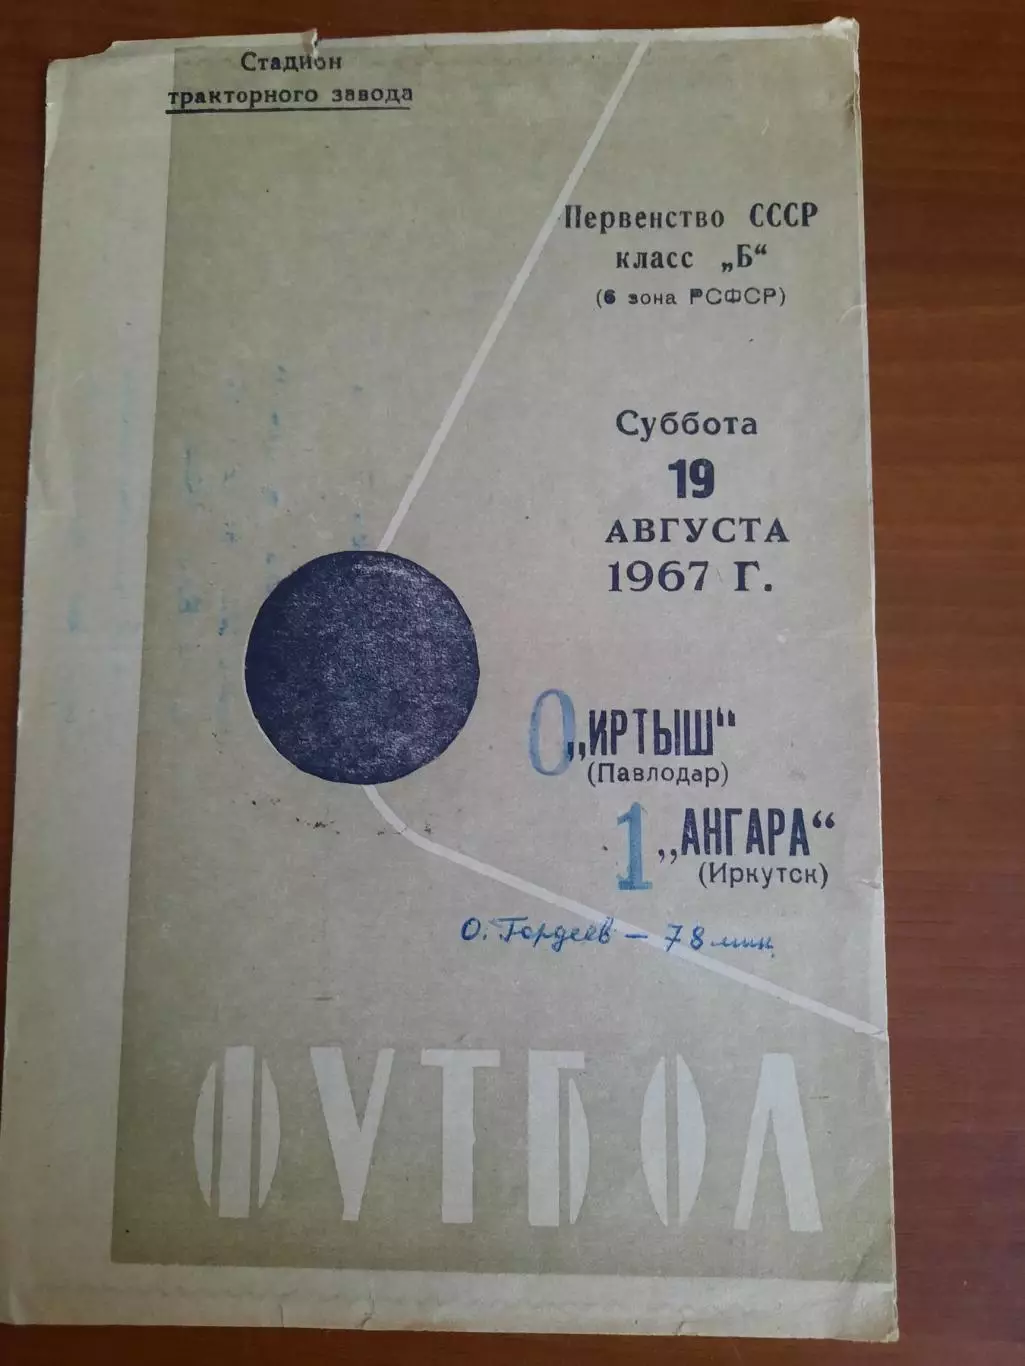 Стадион
тракторного завода
Первенство СССР
класс „Б“
(6 зона РСФСР)
Суббота
19
АВГУСТА
1967 Г.
0 „ИРТЫШ“
(Павлодар)
1 „АНГАРА“
(Иркутск)
О. Гордеев – 78 мин.
ФУТБОЛ